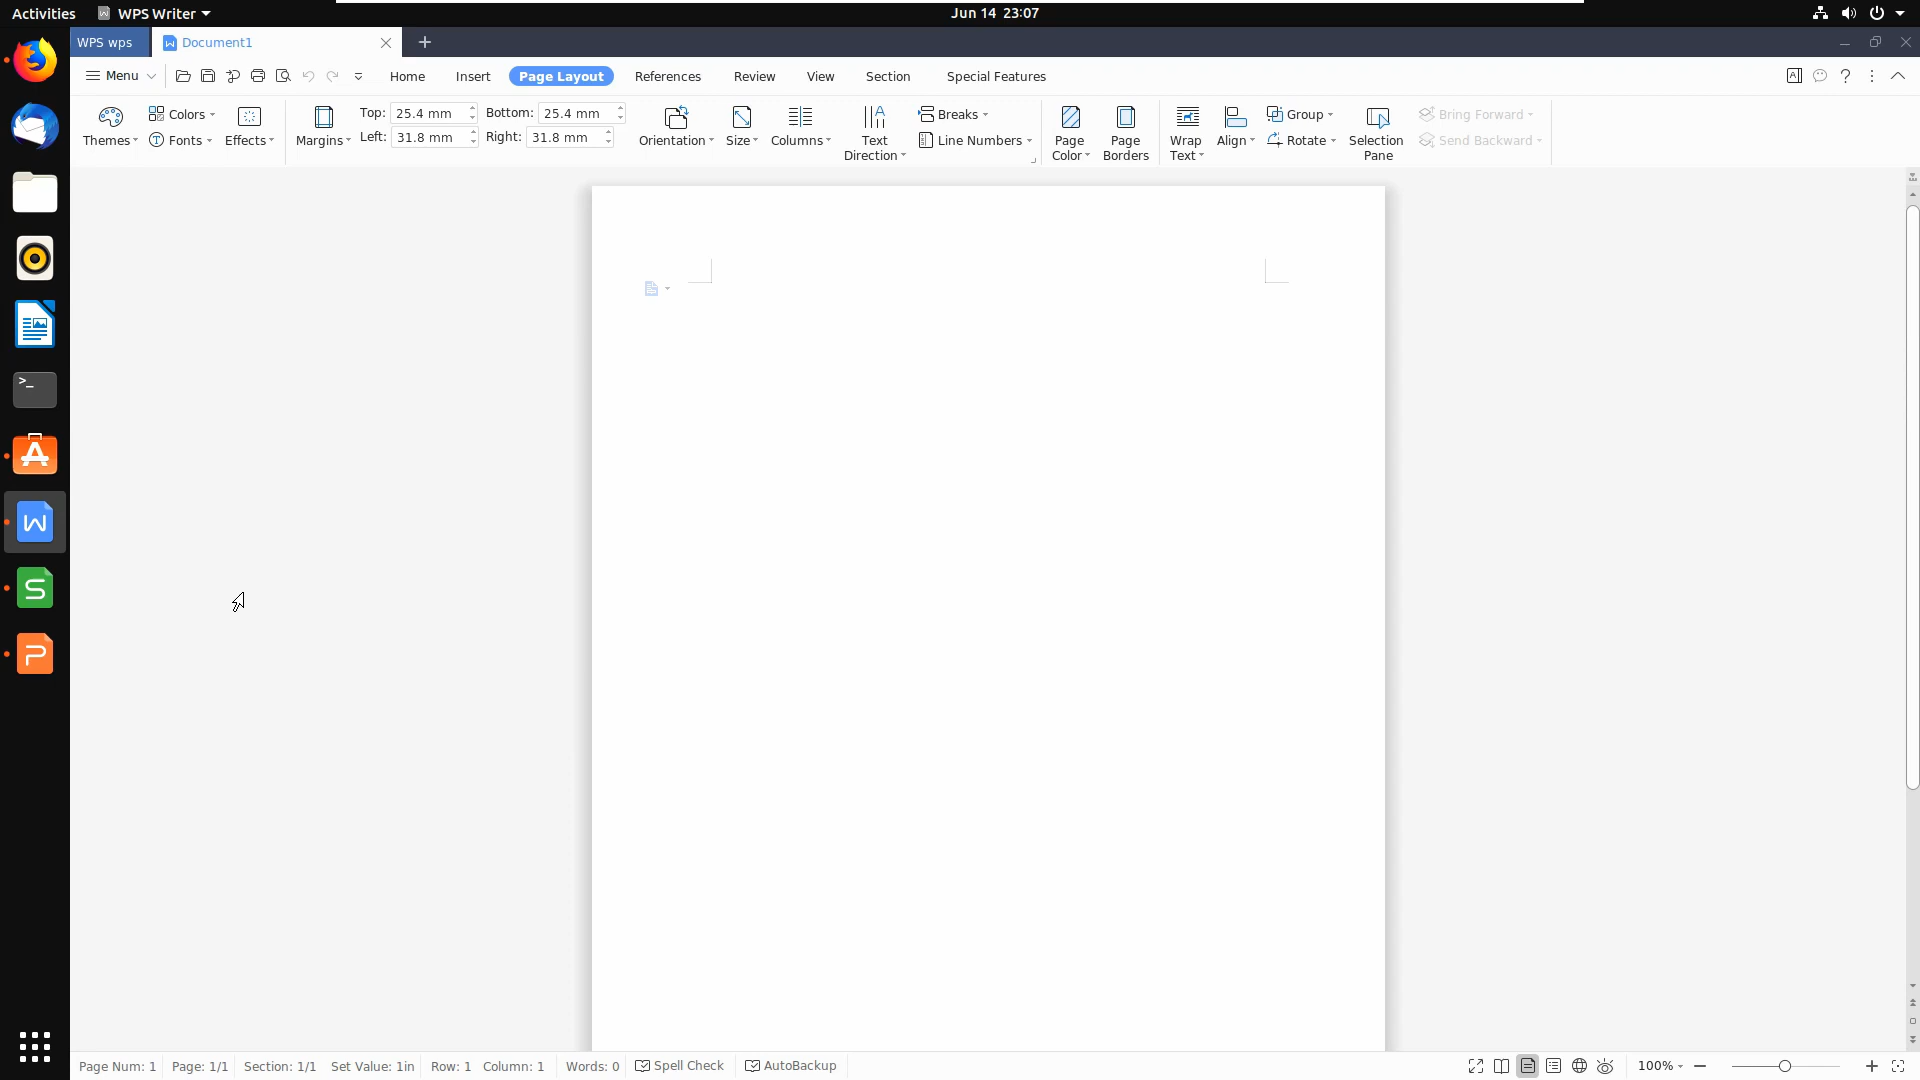 Activities WPS Writer Jun 14 23:07
WPS wps Document1
Menu Home Insert Page Layout References Review View Section Special Features
Themes Colors Fonts Effects Margins Top: 25.4 mm Bottom: 25.4 mm
Left: 31.8 mm Right: 31.8 mm
Orientation Size Columns Text Direction Breaks Line Numbers
Page Color Page Borders Wrap Text Align Group Rotate Selection Pane Bring Forward Send Backward
Page Num: 1 Page: 1/1 Section: 1/1 Set Value: 1in Row: 1 Column: 1 Words: 0 Spell Check AutoBackup 100%